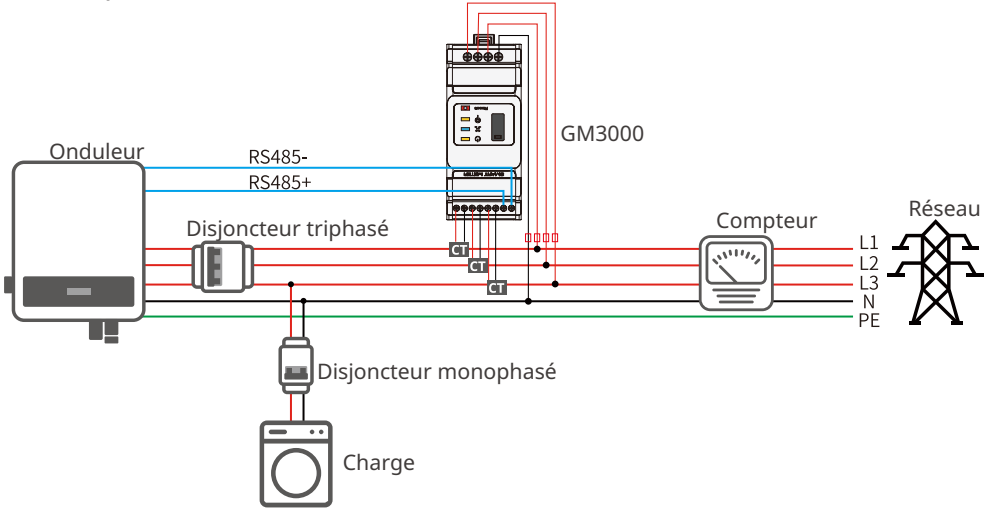 GM3000
Onduleur
RS485-
RS485+
Disjoncteur triphasé
Compteur
Réseau
CT
CT
CT
L1
L2
L3
N
PE
Disjoncteur monophasé
Charge